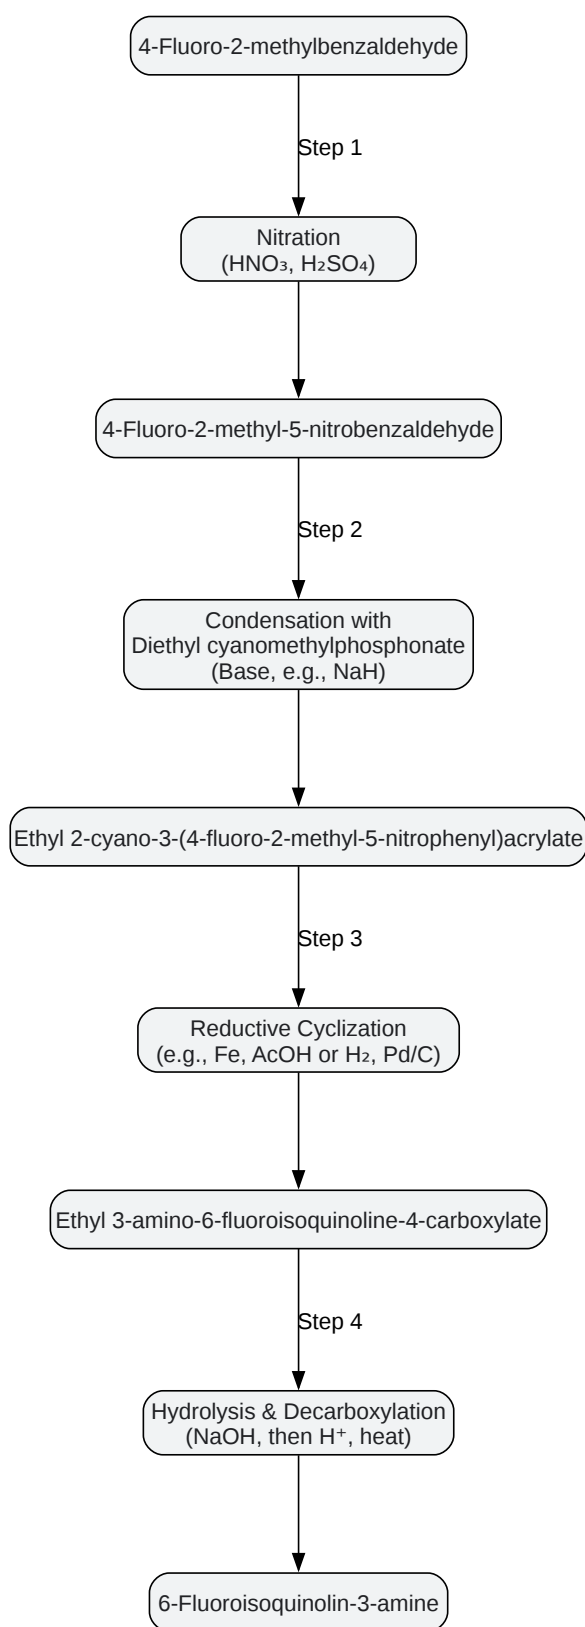 4-Fluoro-2-methylbenzaldehyde
Step 1
Nitration
(HNO₃, H₂SO₄)
4-Fluoro-2-methyl-5-nitrobenzaldehyde
Step 2
Condensation with
Diethyl cyanomethylphosphonate
(Base, e.g., NaH)
Ethyl 2-cyano-3-(4-fluoro-2-methyl-5-nitrophenyl)acrylate
Step 3
Reductive Cyclization
(e.g., Fe, AcOH or H₂, Pd/C)
Ethyl 3-amino-6-fluoroisoquinoline-4-carboxylate
Step 4
Hydrolysis & Decarboxylation
(NaOH, then H⁺, heat)
6-Fluoroisoquinolin-3-amine